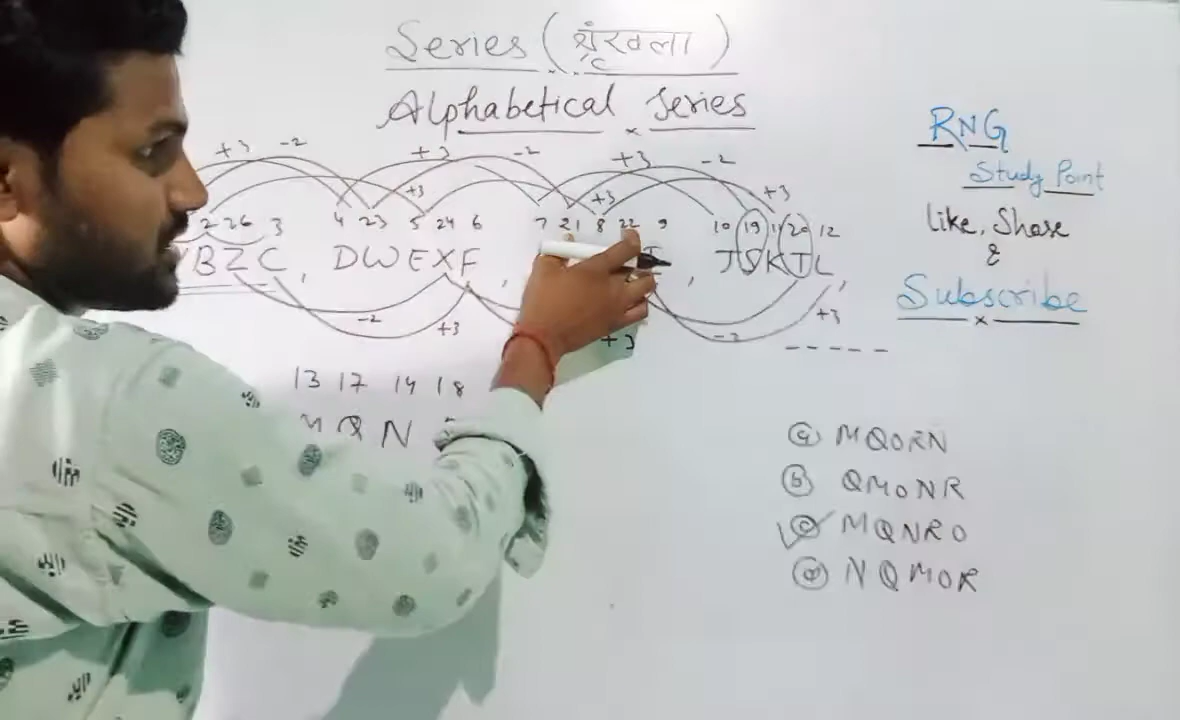 Series (श्रृंखला)
Alphabetical Series
+3 -2 +3 -2 +3 -2
+3 +3 +3
2 26 3 4 23 5 24 6 7 21 8 22 9 10 19 11 20 12
BZC, DWEXF, , JSKTL,
-2 +3 +3 -2 +3
- - - - -
13 17 14 18
M Q N
RNG
Study Point
like, Share
&
Subscribe
(a) MQORN
(b) QMONR
(c) MQNRO
(d) NQMOR